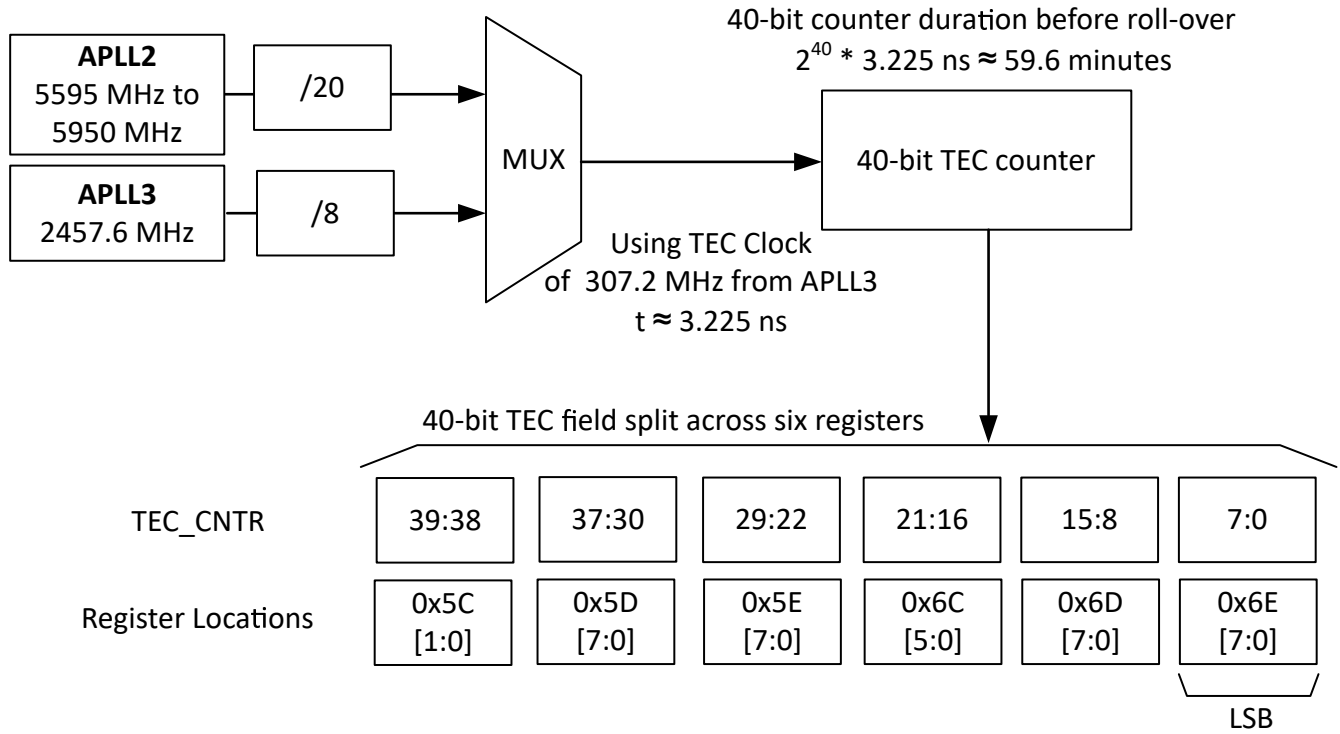 40-bit counter duration before roll-over
2^40 * 3.225 ns ≈ 59.6 minutes
APLL2
5595 MHz to
5950 MHz
/20
MUX
40-bit TEC counter
APLL3
2457.6 MHz
/8
Using TEC Clock
of 307.2 MHz from APLL3
t ≈ 3.225 ns
40-bit TEC field split across six registers
TEC_CNTR
39:38
37:30
29:22
21:16
15:8
7:0
Register Locations
0x5C
[1:0]
0x5D
[7:0]
0x5E
[7:0]
0x6C
[5:0]
0x6D
[7:0]
0x6E
[7:0]
LSB